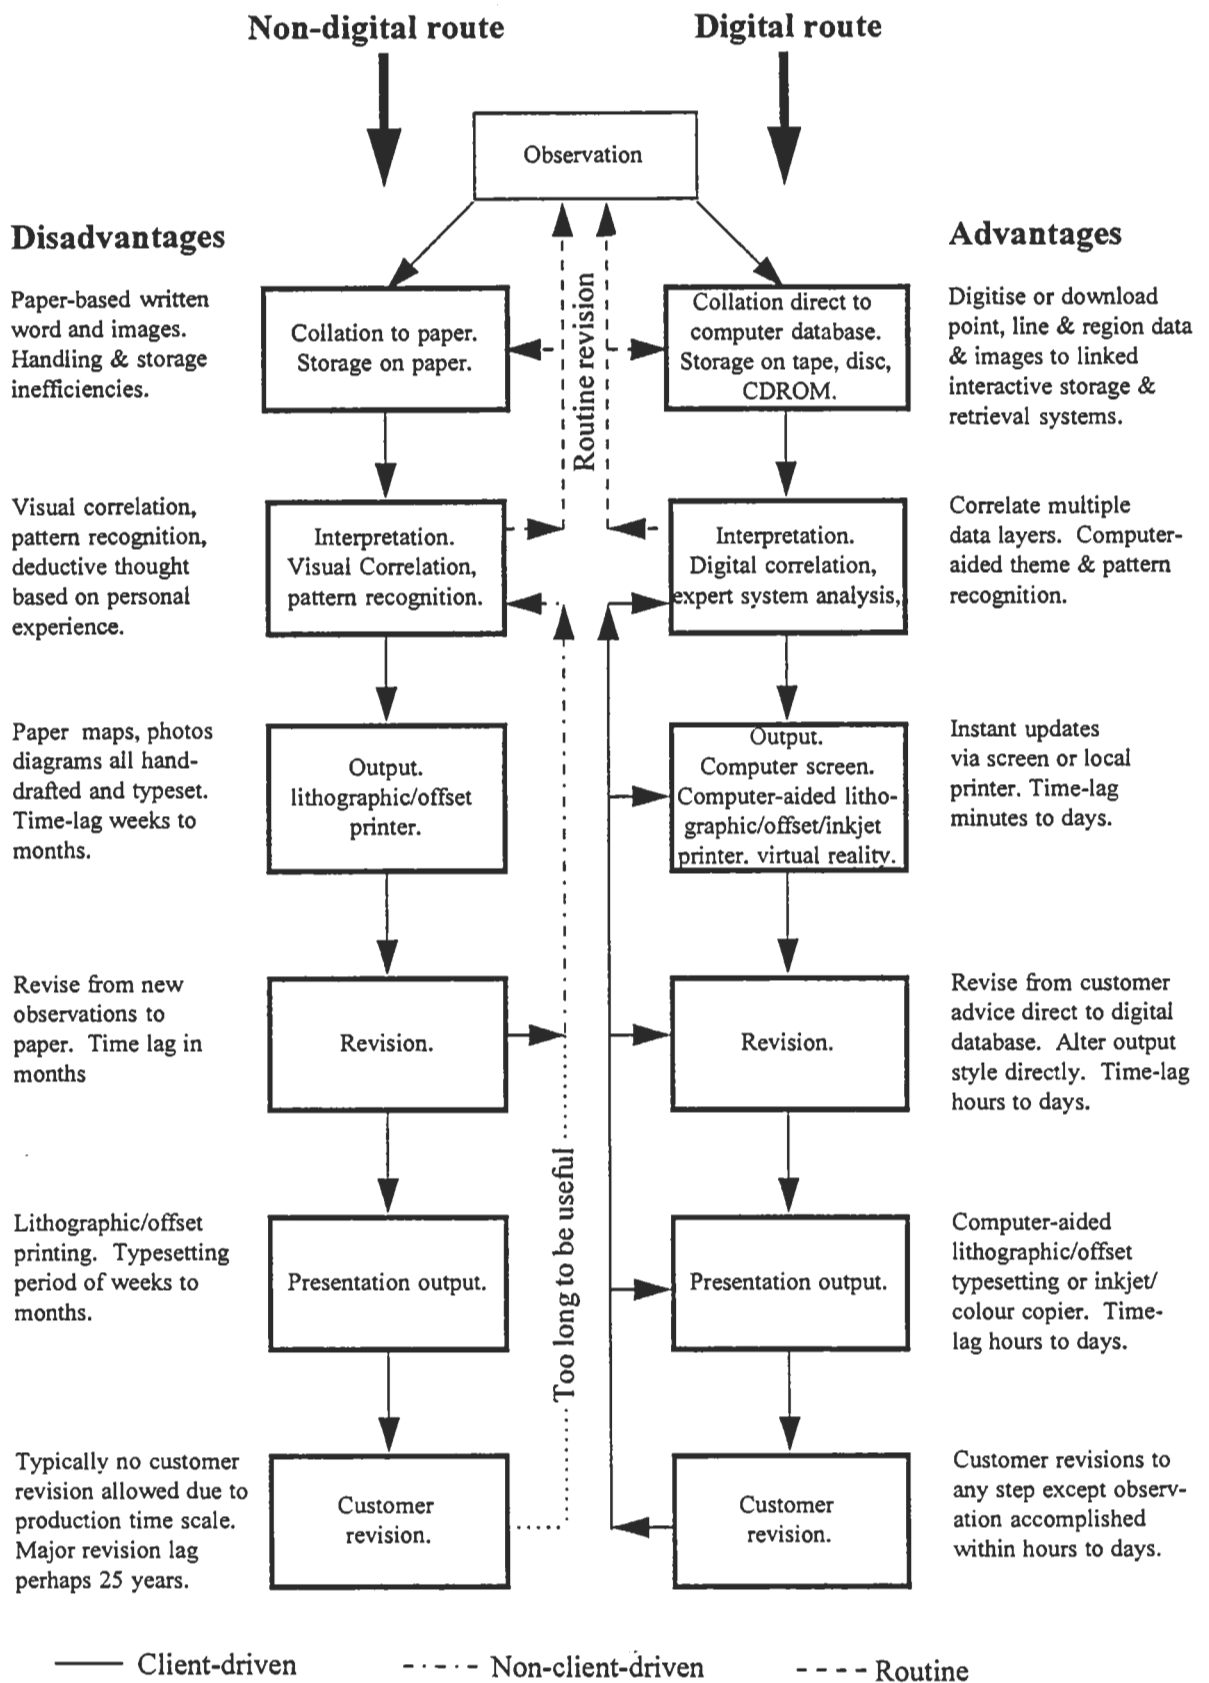 Non-digital route
Digital route
Observation
Disadvantages
Advantages
Paper-based written
word and images.
Handling & storage
inefficiencies.
Collation to paper.
Storage on paper.
Routine revision
Collation direct to
computer database.
Storage on tape, disc,
CDROM.
Digitise or download
point, line & region data
& images to linked
interactive storage &
retrieval systems.
Visual correlation,
pattern recognition,
deductive thought
based on personal
experience.
Interpretation.
Visual Correlation,
pattern recognition.
Interpretation.
Digital correlation,
expert system analysis,
Correlate multiple
data layers. Computer-
aided theme & pattern
recognition.
Paper maps, photos
diagrams all hand-
drafted and typeset.
Time-lag weeks to
months.
Output.
lithographic/offset
printer.
Output.
Computer screen.
Computer-aided litho-
graphic/offset/inkjet
printer. virtual reality.
Instant updates
via screen or local
printer. Time-lag
minutes to days.
Revise from new
observations to
paper. Time lag in
months
Revision.
Revision.
Revise from customer
advice direct to digital
database. Alter output
style directly. Time-lag
hours to days.
Too long to be useful
Lithographic/offset
printing. Typesetting
period of weeks to
months.
Presentation output.
Presentation output.
Computer-aided
lithographic/offset
typesetting or inkjet/
colour copier. Time-
lag hours to days.
Typically no customer
revision allowed due to
production time scale.
Major revision lag
perhaps 25 years.
Customer
revision.
Customer
revision.
Customer revisions to
any step except observ-
ation accomplished
within hours to days.
Client-driven
Non-client-driven
Routine